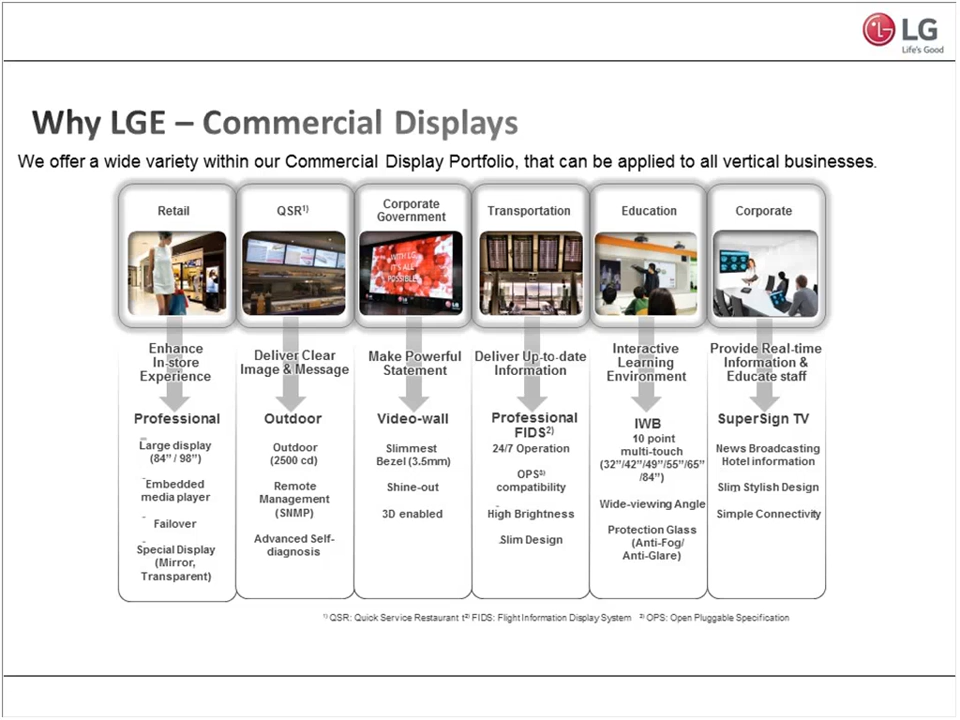 LG
Life's Good
Why LGE – Commercial Displays
We offer a wide variety within our Commercial Display Portfolio, that can be applied to all vertical businesses.
Retail
QSR1)
Corporate
Government
Transportation
Education
Corporate
WITH LG,
IT'S ALL
POSSIBLE
Enhance
In-store
Experience
Deliver Clear
Image & Message
Make Powerful
Statement
Deliver Up-to-date
Information
Interactive
Learning
Environment
Provide Real-time
Information &
Educate staff
Professional
Large display
(84” / 98”)
Embedded
media player
Failover
Special Display
(Mirror,
Transparent)
Outdoor
Outdoor
(2500 cd)
Remote
Management
(SNMP)
Advanced Self-
diagnosis
Video-wall
Slimmest
Bezel (3.5mm)
Shine-out
3D enabled
Professional
FIDS2)
24/7 Operation
OPS3)
compatibility
High Brightness
Slim Design
IWB
10 point
multi-touch
(32”/42”/49”/55”/65”
/84”)
Wide-viewing Angle
Protection Glass
(Anti-Fog/
Anti-Glare)
SuperSign TV
News Broadcasting
Hotel information
Slim Stylish Design
Simple Connectivity
1) QSR: Quick Service Restaurant t2) FIDS: Flight Information Display System 3) OPS: Open Pluggable Specification